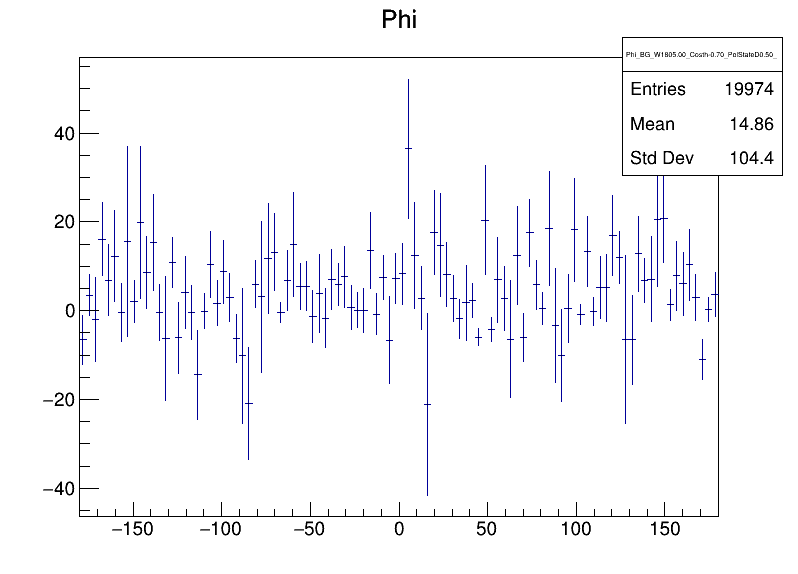 Phi
Phi_BG_W1805.00_Costh-0.70_PolStateD0.50_
Entries 19974
Mean 14.86
Std Dev 104.4
40
20
0
−20
−40
−150 −100 −50 0 50 100 150